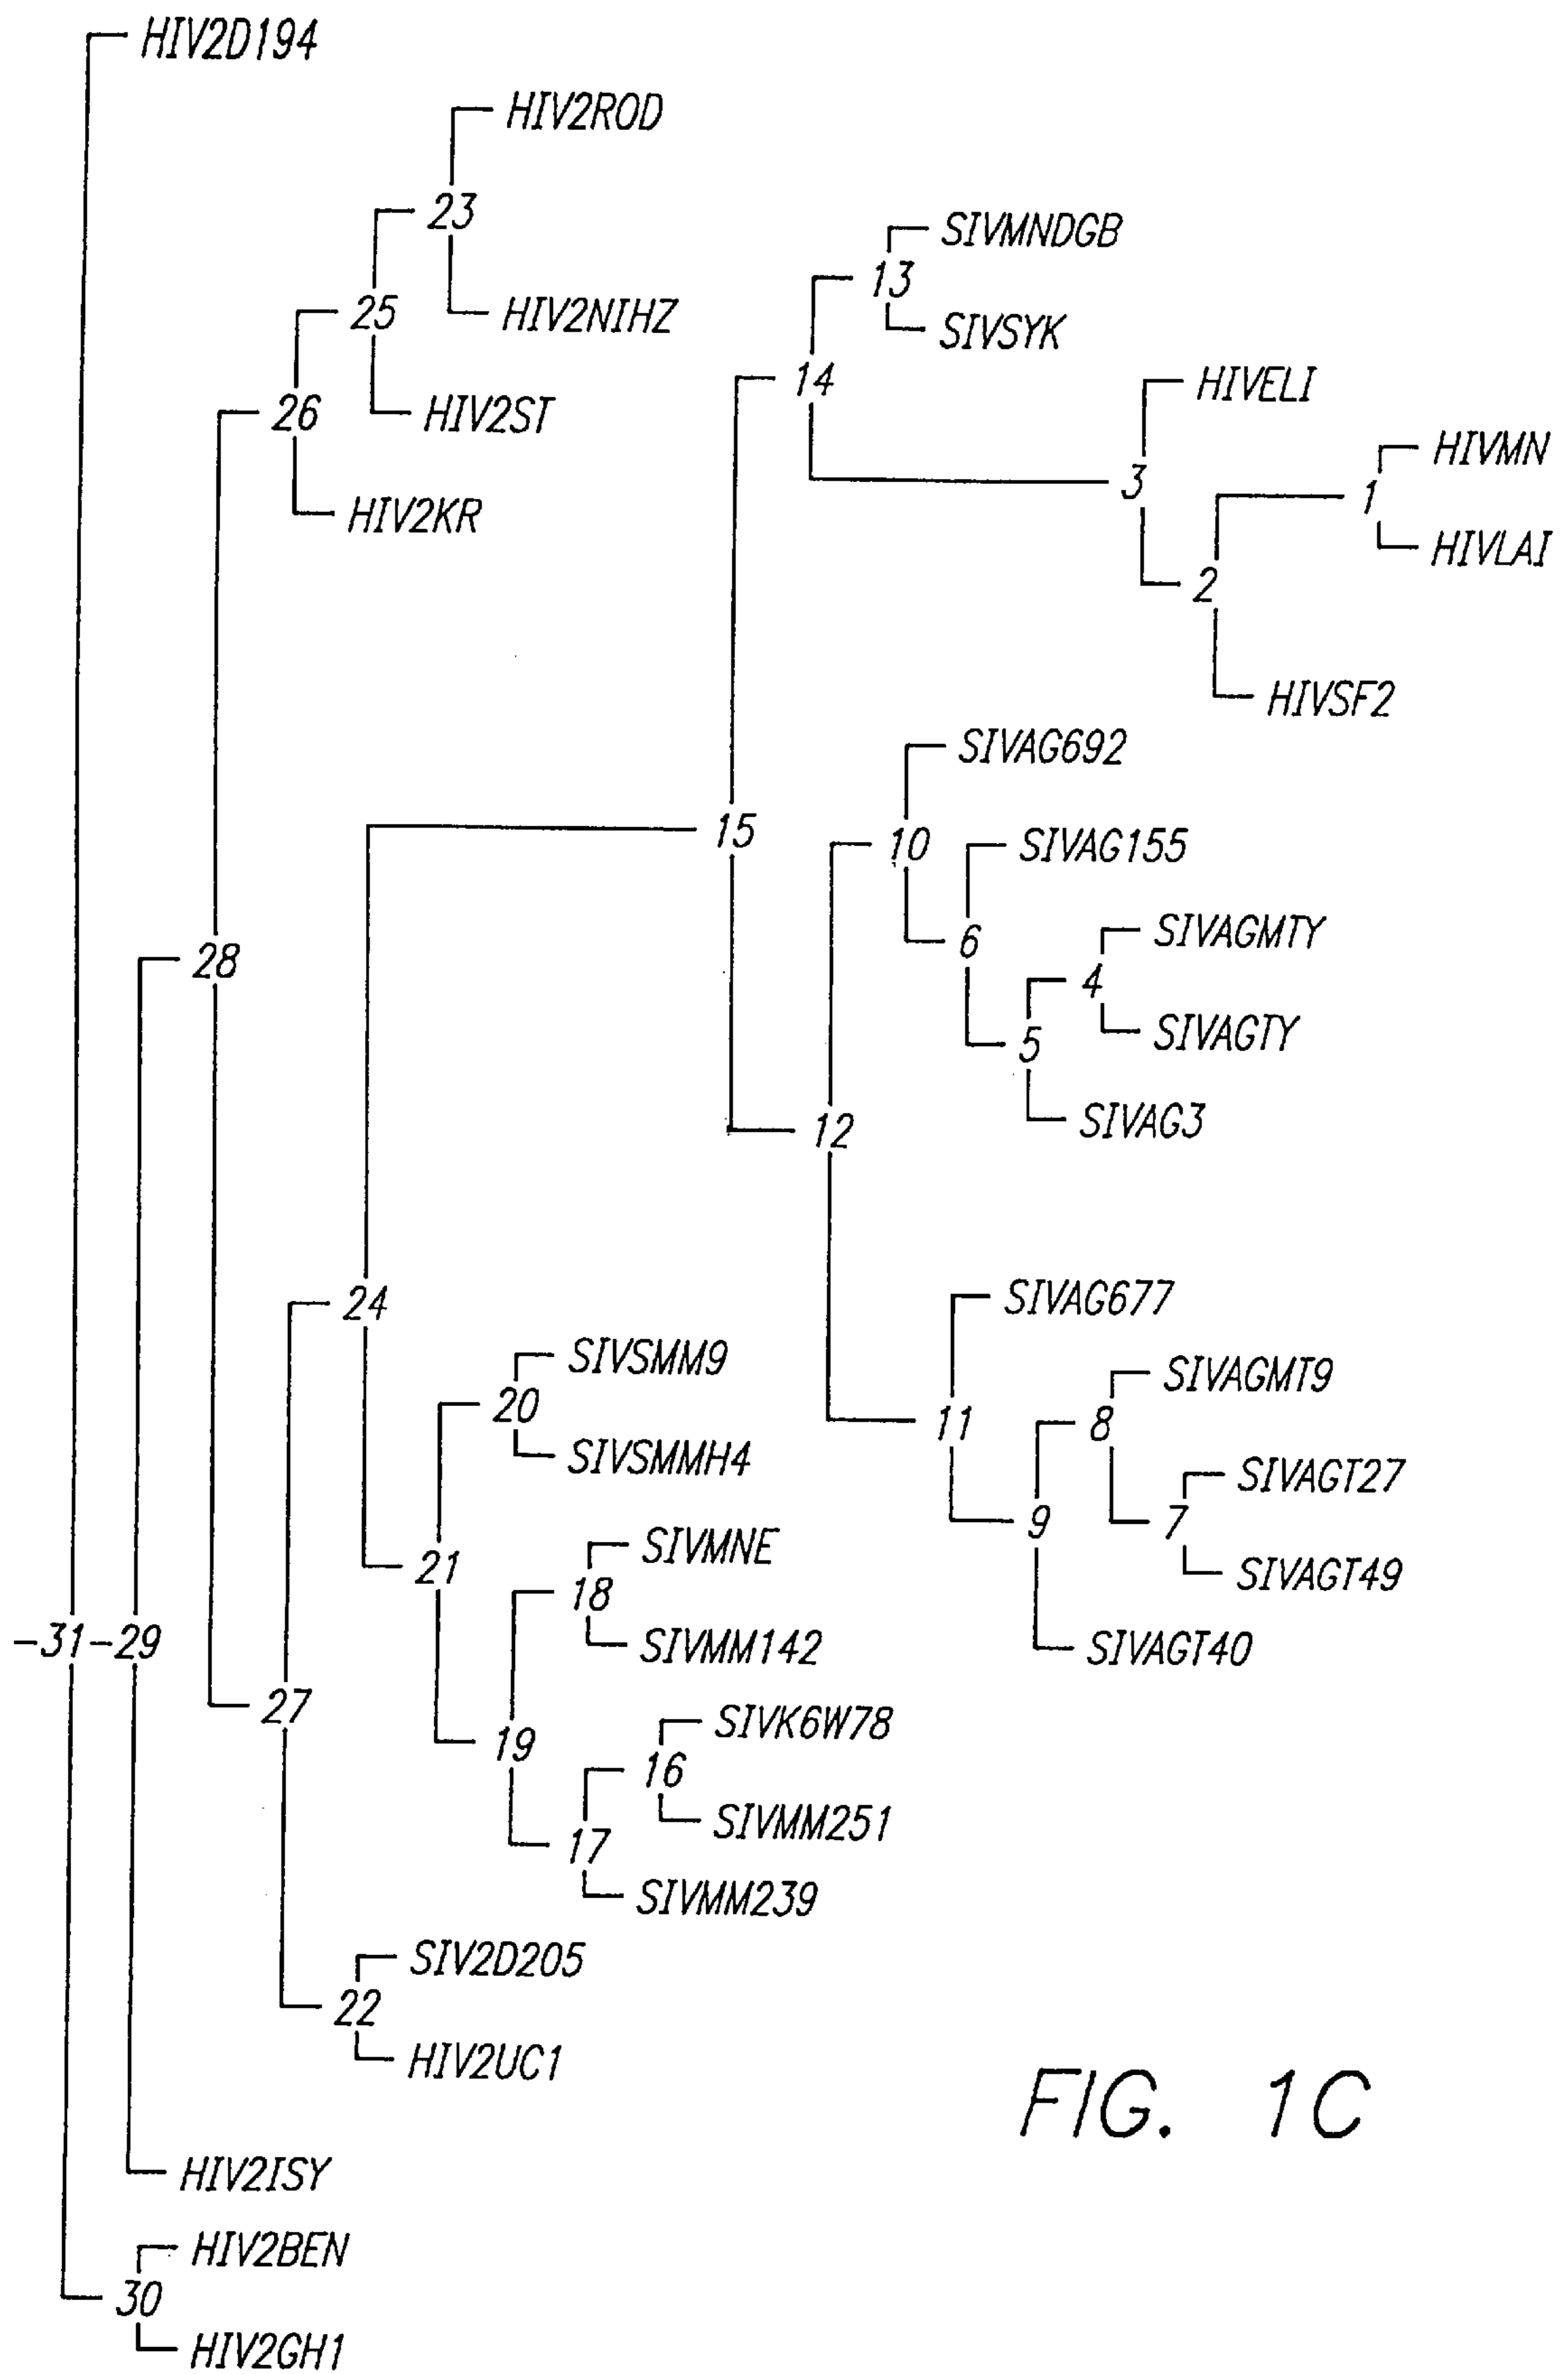 HIV2D194
HIV2ROD
23
SIVMNDGB
13
25
HIV2NIHZ
SIVSYK
14
HIVELI
26
HIV2ST
HIVMN
3
1
HIV2KR
HIVLAI
2
HIVSF2
SIVAG692
15
10
SIVAG155
SIVAGMTY
6
28
4
SIVAGTY
5
SIVAG3
12
SIVAG677
24
SIVSMM9
SIVAGMT9
20
11
8
SIVSMMH4
SIVAGT27
9
7
SIVMNE
21
SIVAGT49
18
-31-29
SIVMM142
SIVAGT40
27
SIVK6W78
19
16
SIVMM251
17
SIVMM239
SIV2D205
22
HIV2UC1
FIG. 1C
HIV2ISY
HIV2BEN
30
HIV2GH1